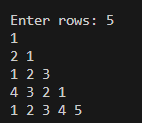 Enter rows: 5
1
2 1
1 2 3
4 3 2 1
1 2 3 4 5